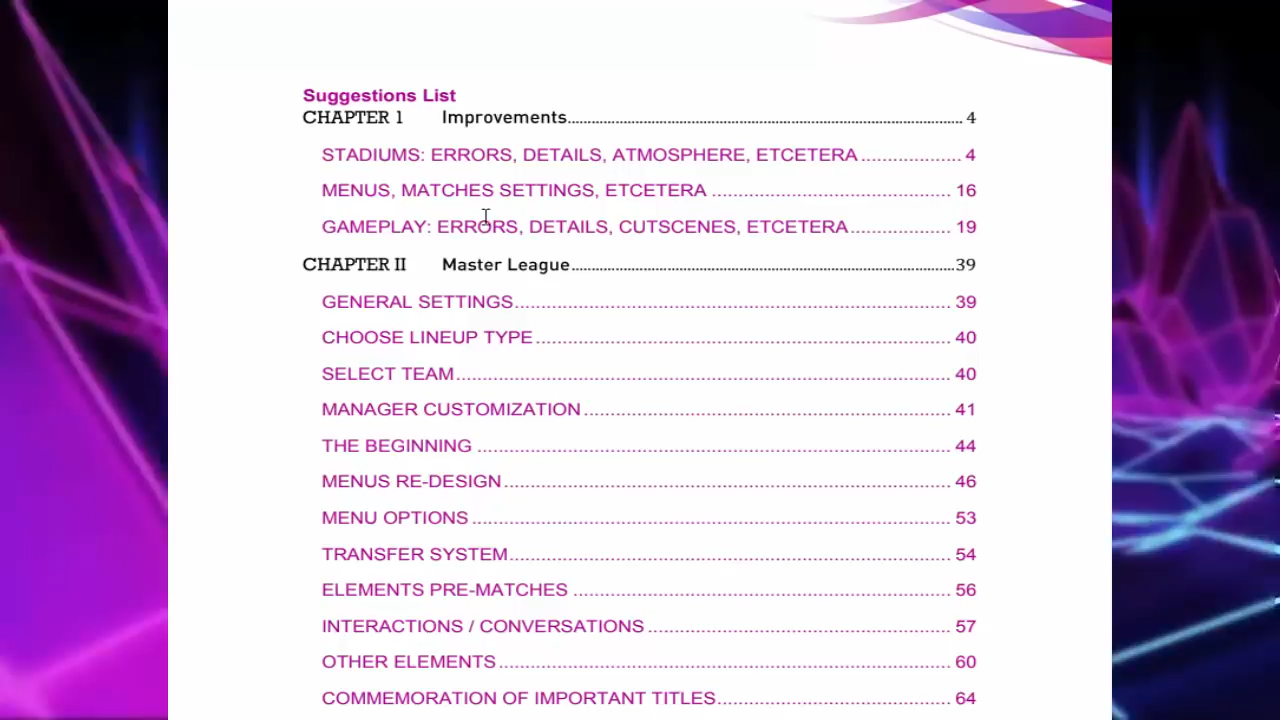 Suggestions List
CHAPTER 1 Improvements........................................................................................ 4
STADIUMS: ERRORS, DETAILS, ATMOSPHERE, ETCETERA ................... 4
MENUS, MATCHES SETTINGS, ETCETERA ............................................. 16
GAMEPLAY: ERRORS, DETAILS, CUTSCENES, ETCETERA................... 19
CHAPTER II Master League........................................................................................39
GENERAL SETTINGS................................................................................... 39
CHOOSE LINEUP TYPE............................................................................... 40
SELECT TEAM.............................................................................................. 40
MANAGER CUSTOMIZATION...................................................................... 41
THE BEGINNING .......................................................................................... 44
MENUS RE-DESIGN..................................................................................... 46
MENU OPTIONS ........................................................................................... 53
TRANSFER SYSTEM.................................................................................... 54
ELEMENTS PRE-MATCHES ........................................................................ 56
INTERACTIONS / CONVERSATIONS .......................................................... 57
OTHER ELEMENTS...................................................................................... 60
COMMEMORATION OF IMPORTANT TITLES............................................. 64